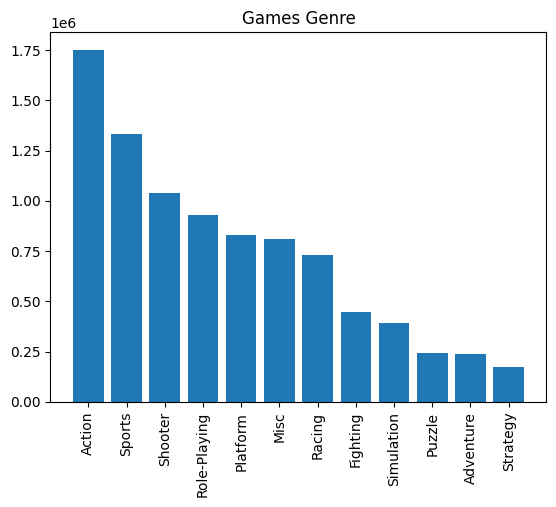 Games Genre
1e6
1.75
1.50
1.25
1.00
0.75
0.50
0.25
0.00
Action
Sports
Shooter
Role-Playing
Platform
Misc
Racing
Fighting
Simulation
Puzzle
Adventure
Strategy